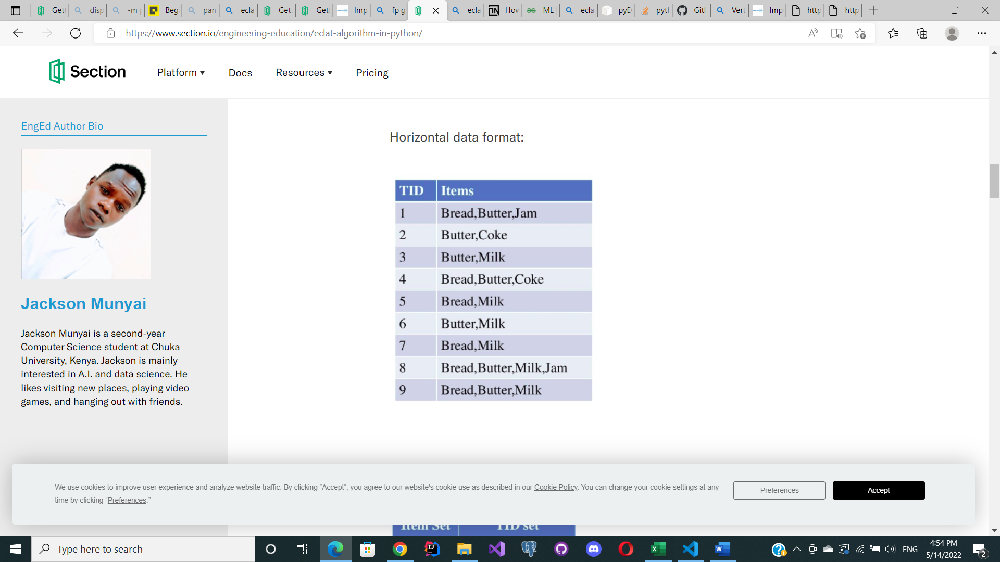 Gett
disp
-m p
Beg
pan
ecla
Gett
Gett
Imp
fp g
ecla
How
ML
ecla
pyE
pyth
GitH
Vert
Imp
http
http
https://www.section.io/engineering-education/eclat-algorithm-in-python/
Section
Platform ▾
Docs
Resources ▾
Pricing
EngEd Author Bio
Jackson Munyai
Jackson Munyai is a second-year
Computer Science student at Chuka
University, Kenya. Jackson is mainly
interested in A.I. and data science. He
likes visiting new places, playing video
games, and hanging out with friends.
Horizontal data format:
TID Items
1 Bread,Butter,Jam
2 Butter,Coke
3 Butter,Milk
4 Bread,Butter,Coke
5 Bread,Milk
6 Butter,Milk
7 Bread,Milk
8 Bread,Butter,Milk,Jam
9 Bread,Butter,Milk
We use cookies to improve user experience and analyze website traffic. By clicking “Accept“, you agree to our website's cookie use as described in our Cookie Policy. You can change your cookie settings at any
time by clicking “Preferences.”
Preferences
Accept
Item Set TID set
Type here to search
ENG
4:54 PM
5/14/2022
2